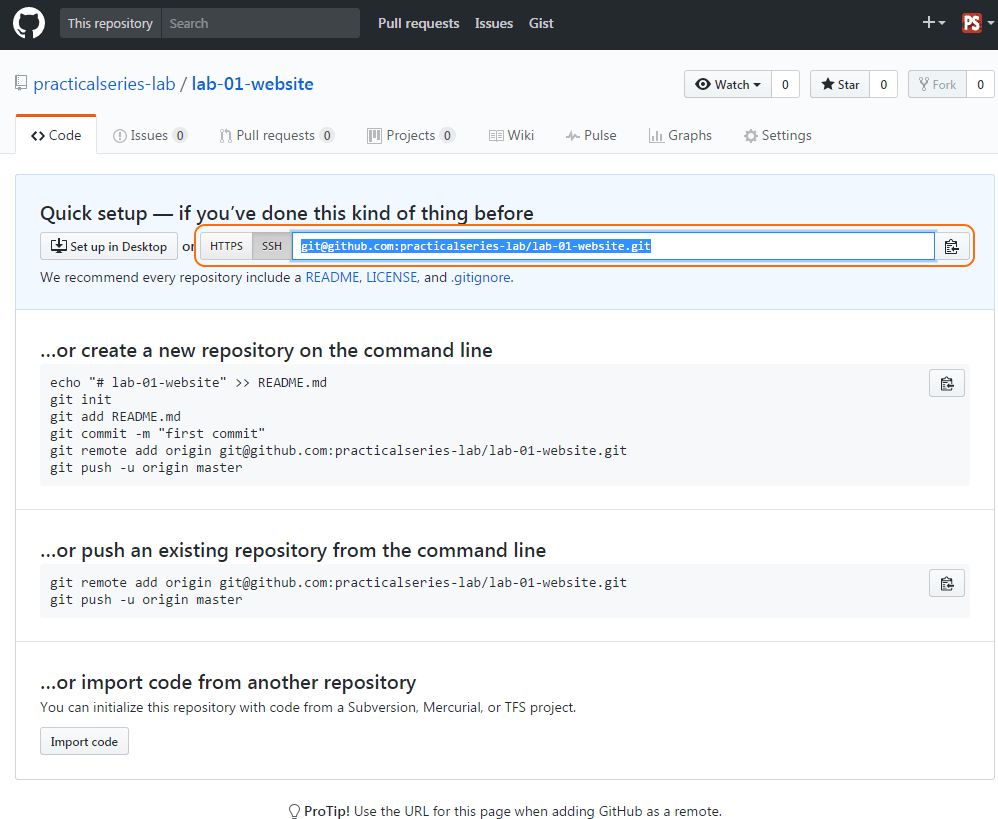 This repository Search Pull requests Issues Gist PS
practicalseries-lab / lab-01-website Watch 0 Star 0 Fork 0
Code Issues 0 Pull requests 0 Projects 0 Wiki Pulse Graphs Settings
Quick setup — if you’ve done this kind of thing before
Set up in Desktop or HTTPS SSH git@github.com:practicalseries-lab/lab-01-website.git
We recommend every repository include a README, LICENSE, and .gitignore.
…or create a new repository on the command line
echo "# lab-01-website" >> README.md
git init
git add README.md
git commit -m "first commit"
git remote add origin git@github.com:practicalseries-lab/lab-01-website.git
git push -u origin master
…or push an existing repository from the command line
git remote add origin git@github.com:practicalseries-lab/lab-01-website.git
git push -u origin master
…or import code from another repository
You can initialize this repository with code from a Subversion, Mercurial, or TFS project.
Import code
ProTip! Use the URL for this page when adding GitHub as a remote.